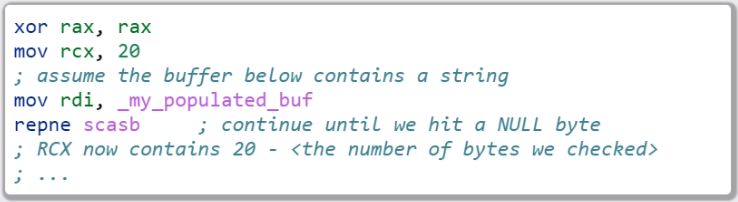 xor rax, rax
mov rcx, 20
; assume the buffer below contains a string
mov rdi, _my_populated_buf
repne scasb     ; continue until we hit a NULL byte
; RCX now contains 20 - <the number of bytes we checked>
; ...